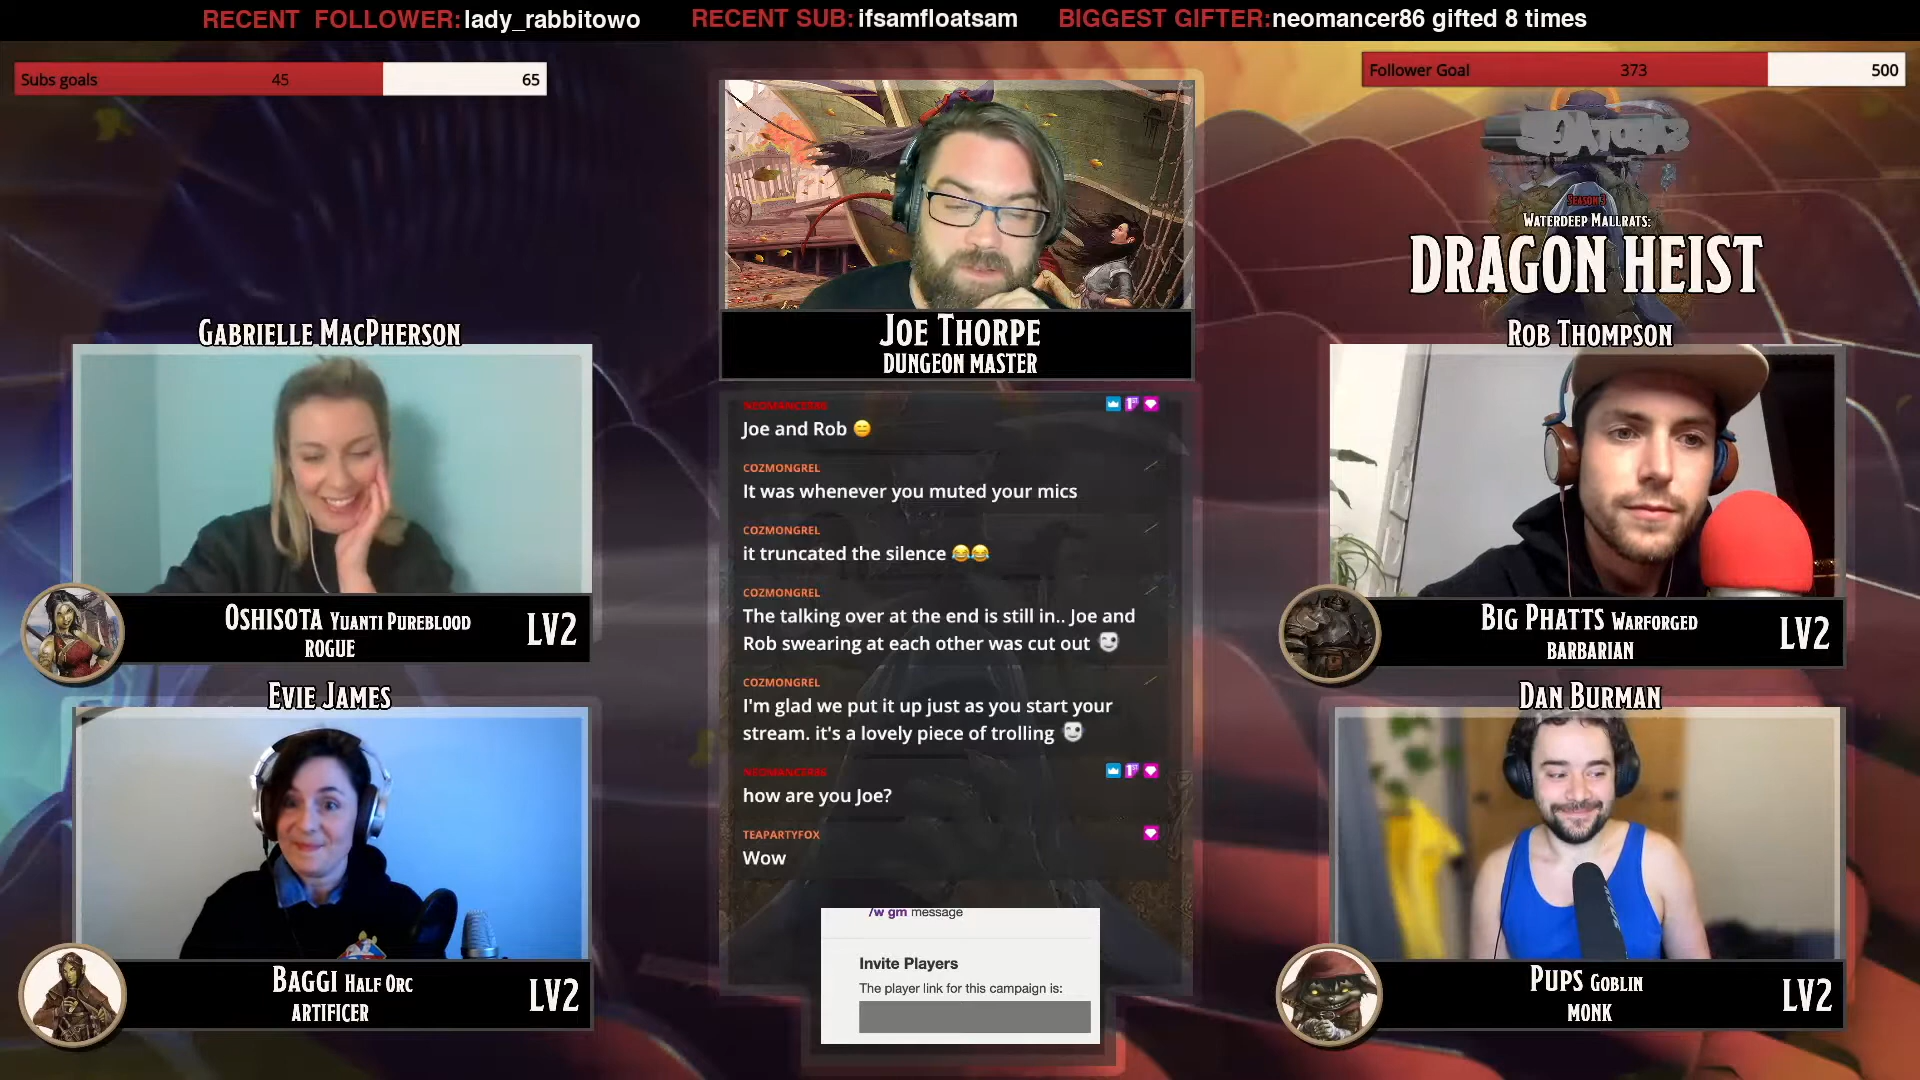 RECENT FOLLOWER: lady_rabbitowo RECENT SUB: ifsamfloatsam BIGGEST GIFTER: neomancer86 gifted 8 times
Subs goals 45 65
Follower Goal 373 500
SEASON 1
WATERDEEP MALLRATS:
DRAGON HEIST
JOE THORPE
DUNGEON MASTER
GABRIELLE MACPHERSON
OSHISOTA YUANTI PUREBLOOD
ROGUE
LV2
EVIE JAMES
BAGGI HALF ORC
ARTIFICER
LV2
NEOMANCER86
Joe and Rob 😑
COZMONGREL
It was whenever you muted your mics
COZMONGREL
it truncated the silence 😂😂
COZMONGREL
The talking over at the end is still in.. Joe and
Rob swearing at each other was cut out
COZMONGREL
I'm glad we put it up just as you start your
stream. it's a lovely piece of trolling
NEOMANCER86
how are you Joe?
TEAPARTYFOX
Wow
/w gm message
Invite Players
The player link for this campaign is:
ROB THOMPSON
BIG PHATTS WARFORGED
BARBARIAN
LV2
DAN BURMAN
PUPS GOBLIN
MONK
LV2